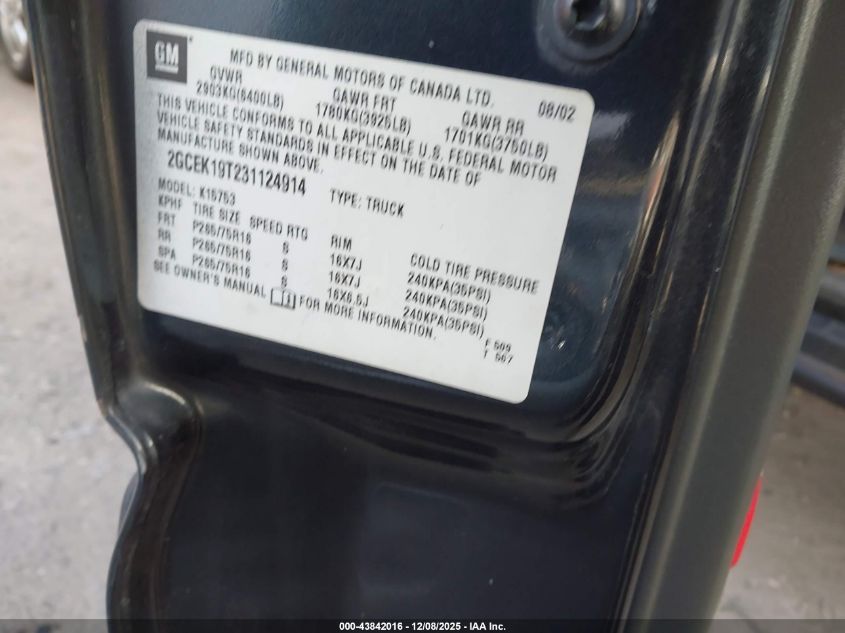 GM
MFD BY GENERAL MOTORS OF CANADA LTD. 08/02
GVWR GAWR FRT GAWR RR
2903KG(6400LB) 1780KG(3925LB) 1701KG(3750LB)
THIS VEHICLE CONFORMS TO ALL APPLICABLE U.S. FEDERAL MOTOR
VEHICLE SAFETY STANDARDS IN EFFECT ON THE DATE OF
MANUFACTURE SHOWN ABOVE.
2GCEK19T231124914 TYPE: TRUCK
MODEL: K15753
KPHF TIRE SIZE SPEED RTG RIM COLD TIRE PRESSURE
FRT P265/75R16 S 16X7J 240KPA(35PSI)
RR P265/75R16 S 16X7J 240KPA(35PSI)
SPA P265/75R16 S 16X6.5J 240KPA(35PSI)
SEE OWNER'S MANUAL FOR MORE INFORMATION.
F 509
T 567
000-43842016 - 12/08/2025 - IAA Inc.